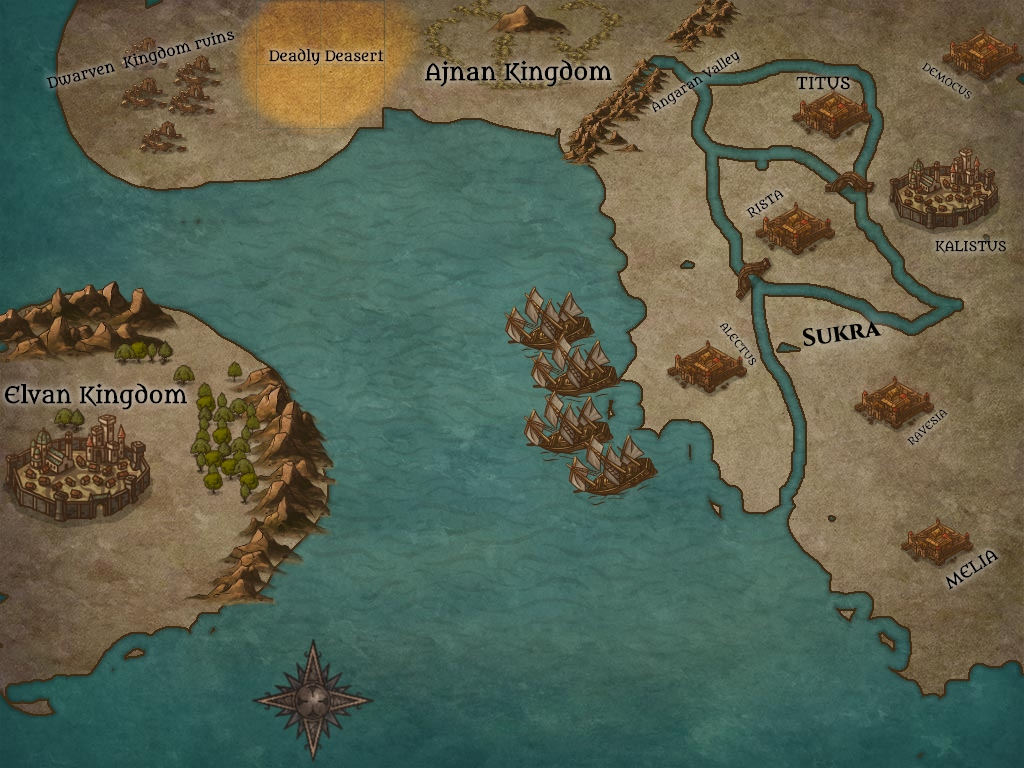 Dwarven Kingdom ruins
Deadly Deasert
Ajnan Kingdom
Angaran Valley
TITUS
DEMOCUS
RISTA
KALISTUS
ALECTUS
SUKRA
Elvan Kingdom
RAVESIA
MELIA